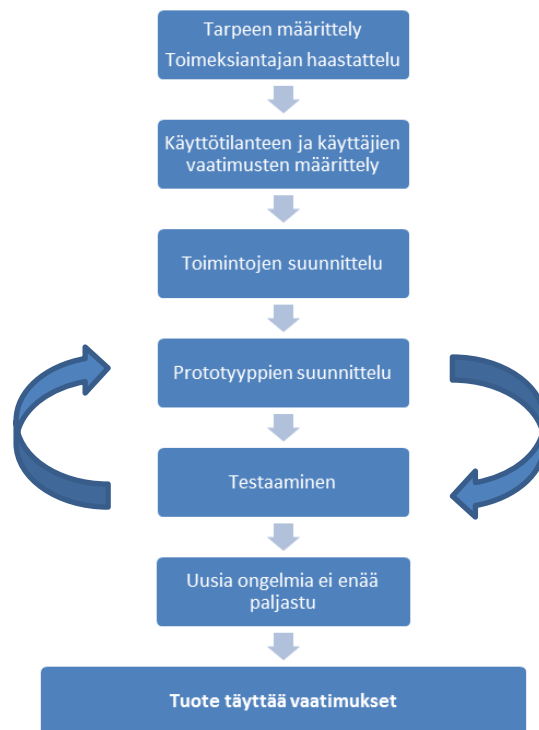 Tarpeen määrittely
Toimeksiantajan haastattelu
Käyttötilanteen ja käyttäjien
vaatimusten määrittely
Toimintojen suunnittelu
Prototyyppien suunnittelu
Testaaminen
Uusia ongelmia ei enää
paljastu
Tuote täyttää vaatimukset